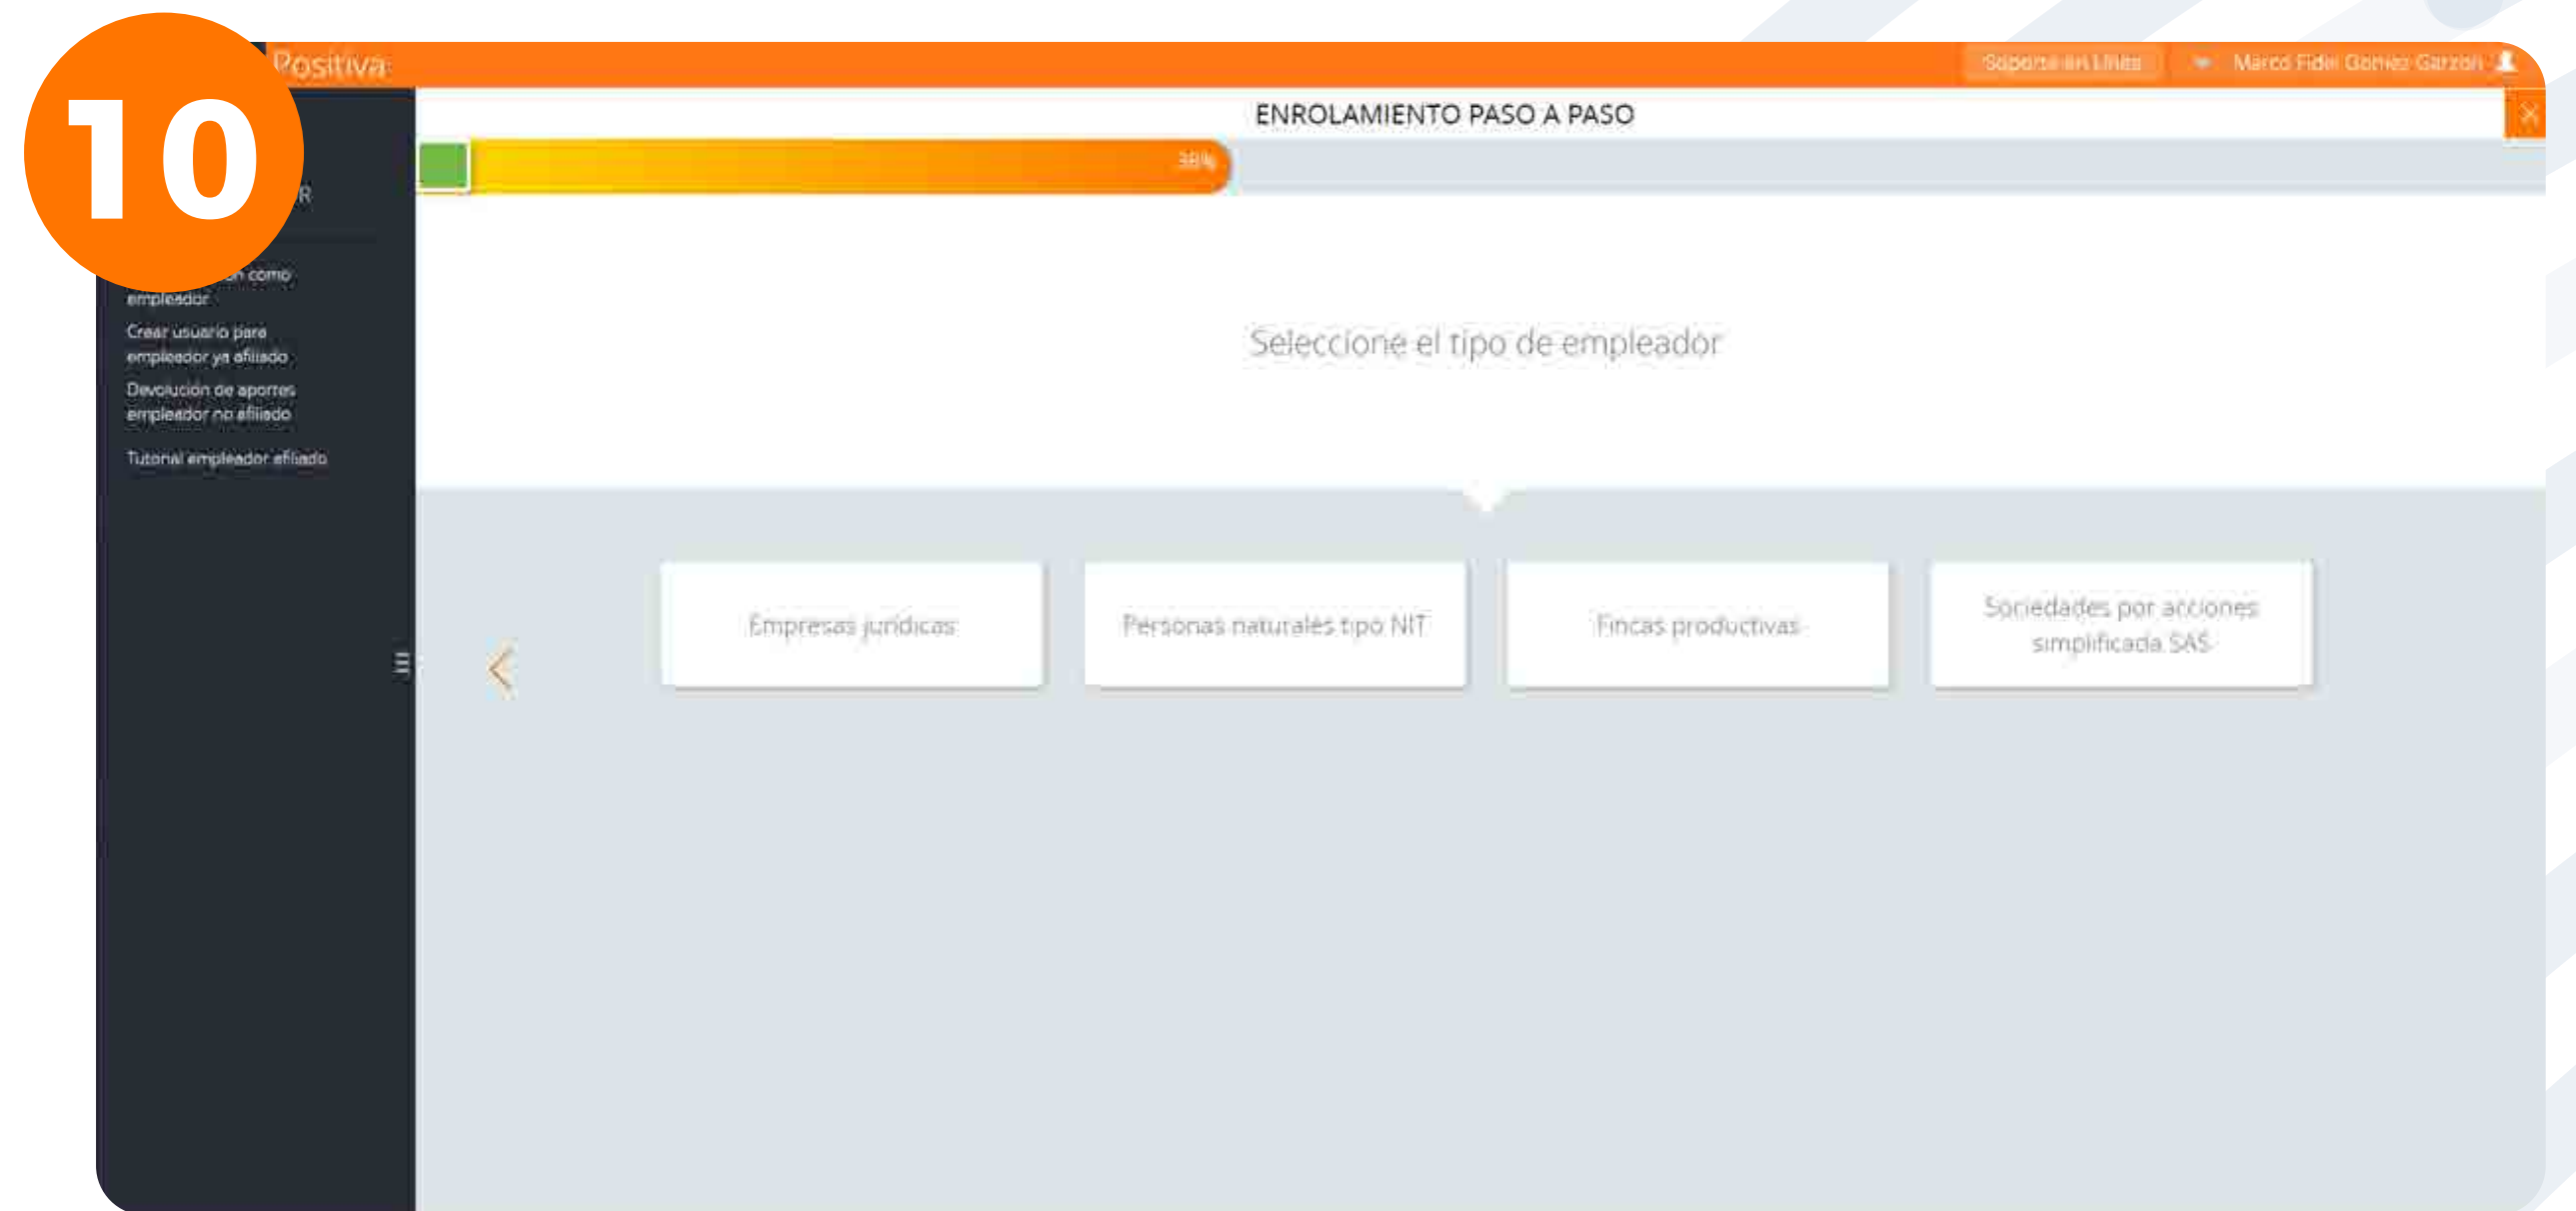 10
Positiva
Soporte en Línea
Marco Fidel Gomez Garzon
ENROLAMIENTO PASO A PASO
38%
R
como
empleador
Crear usuario para
empleador ya afiliado
Devolución de aportes
empleador no afiliado
Tutorial empleador afiliado
Seleccione el tipo de empleador
Empresas jurídicas
Personas naturales tipo NIT
Fincas productivas
Sociedades por acciones
simplificada SAS